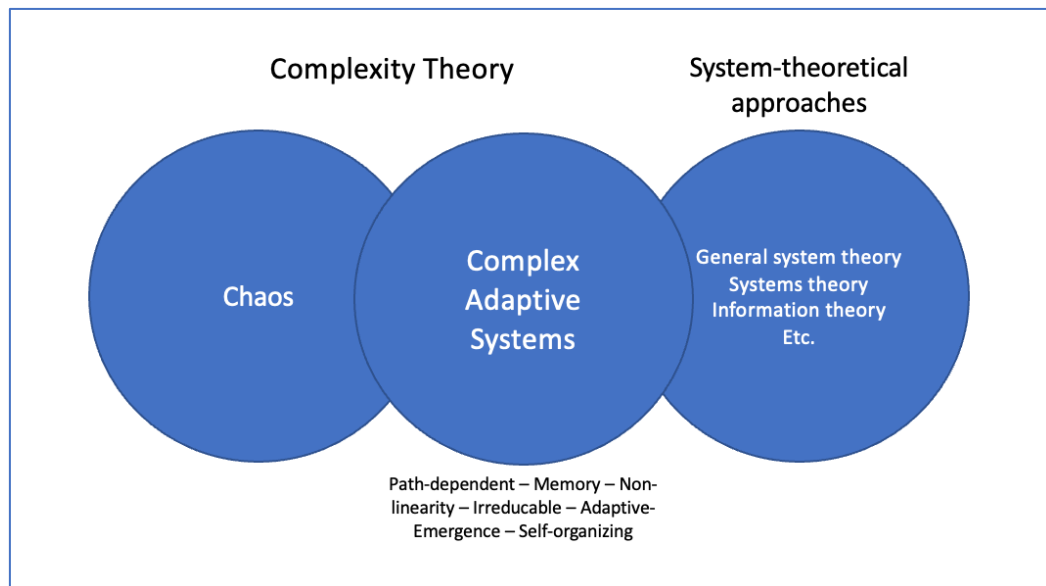 Complexity Theory
System-theoretical
approaches
Chaos
Complex
Adaptive
Systems
General system theory
Systems theory
Information theory
Etc.
Path-dependent – Memory – Non-
linearity – Irreducable – Adaptive-
Emergence – Self-organizing